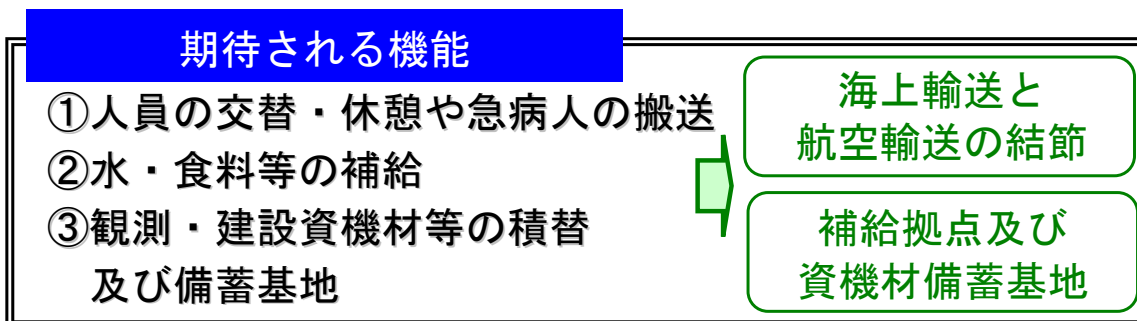 期待される機能
①人員の交替・休憩や急病人の搬送
②水・食料等の補給
③観測・建設資機材等の積替
及び備蓄基地
海上輸送と
航空輸送の結節
補給拠点及び
資機材備蓄基地